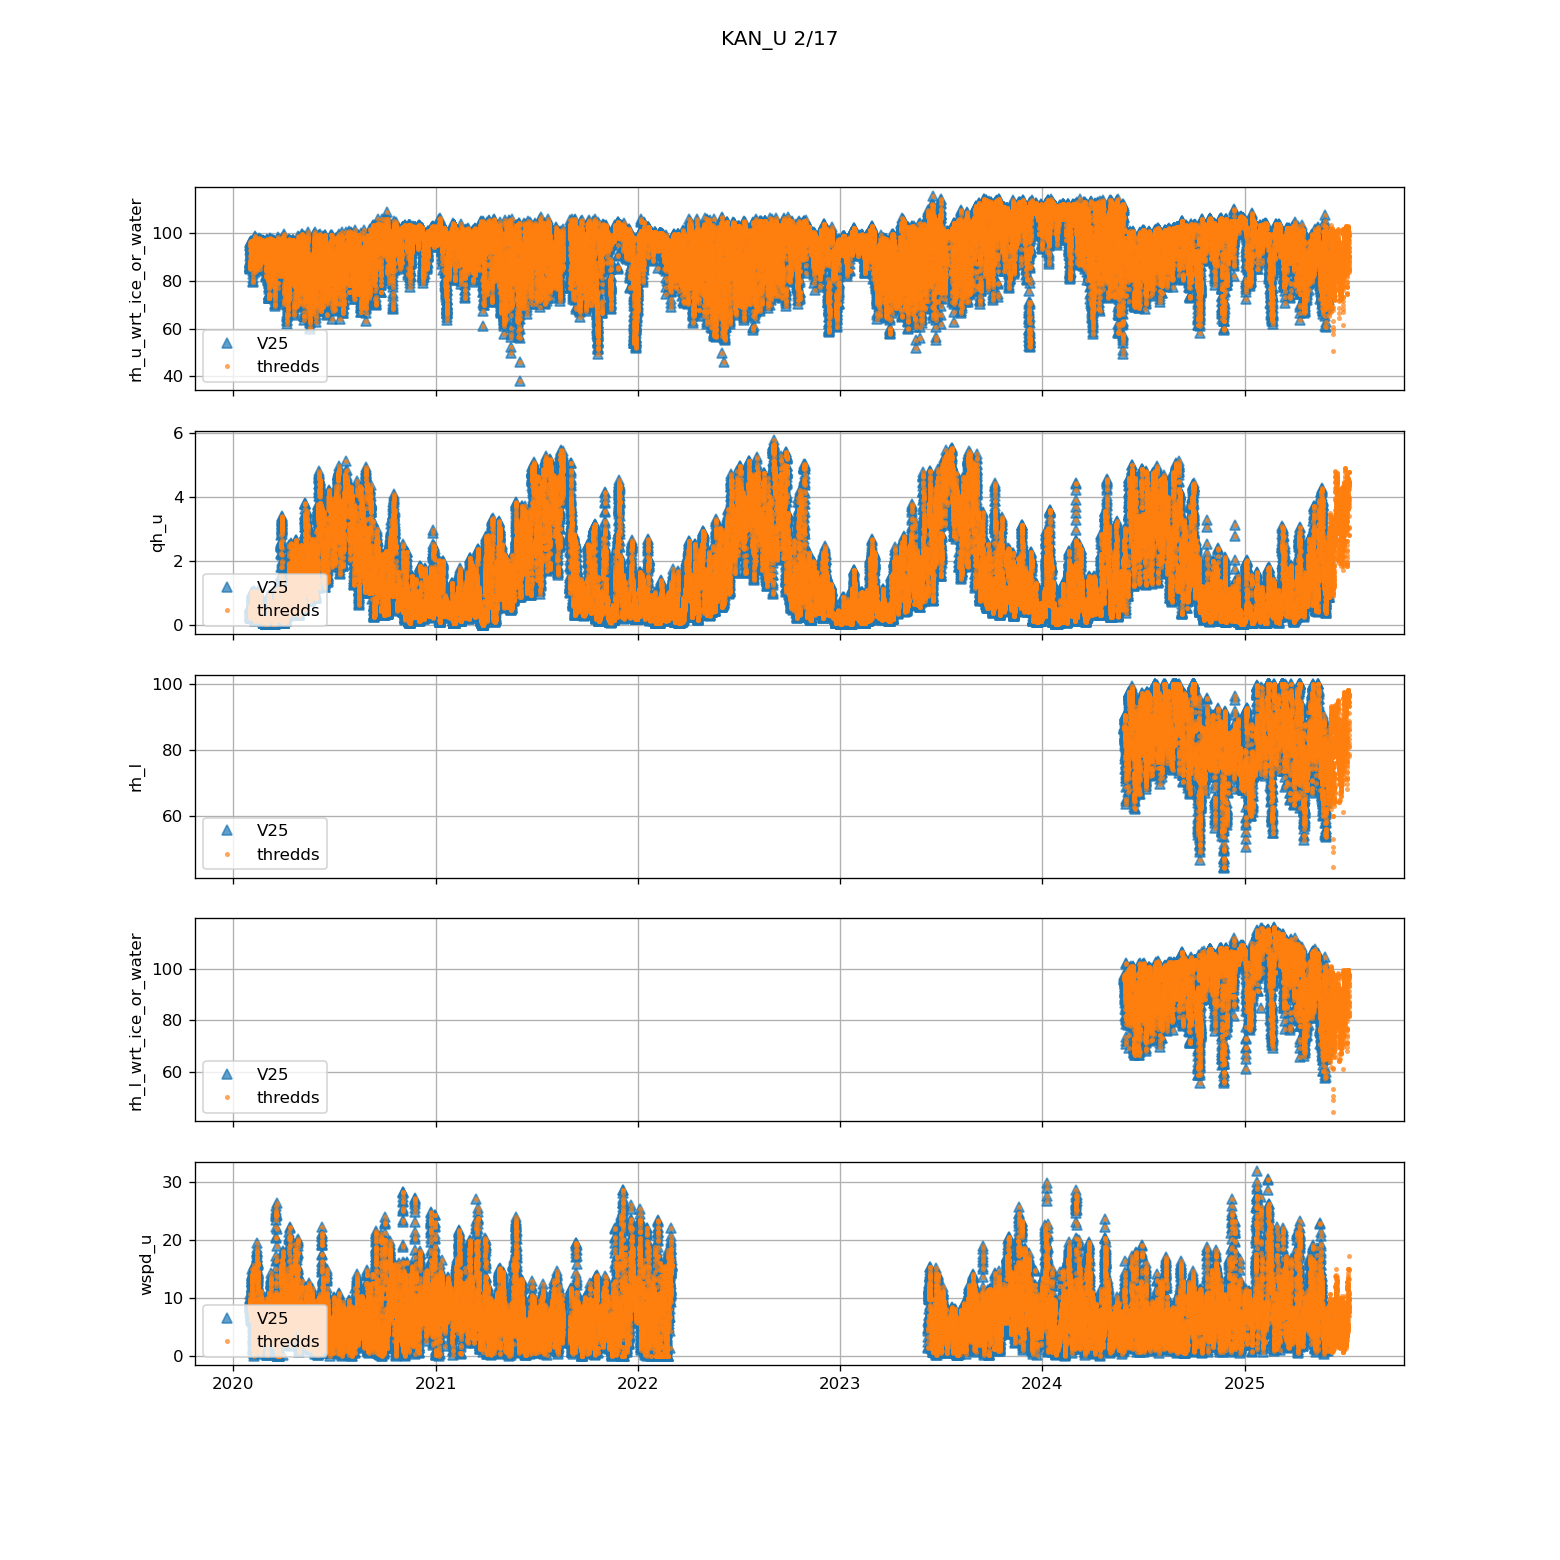 KAN_U 2/17
rh_u_wrt_ice_or_water
100
80
60
40
V25
thredds
qh_u
6
4
2
0
V25
thredds
rh_l
100
80
60
V25
thredds
rh_l_wrt_ice_or_water
100
80
60
V25
thredds
wspd_u
30
20
10
0
V25
thredds
2020 2021 2022 2023 2024 2025